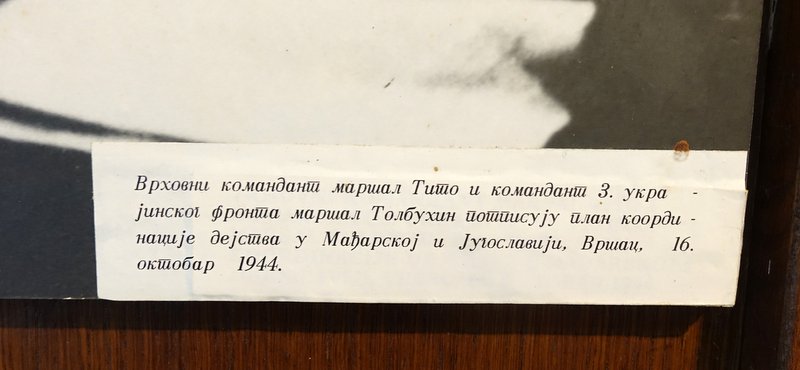 Врховни командант маршал Тито и командант 3. укра -
јинског фронта маршал Толбухин потписују план коорди -
нације дејства у Мађарској и Југославији, Вршац, 16.
октобар 1944.